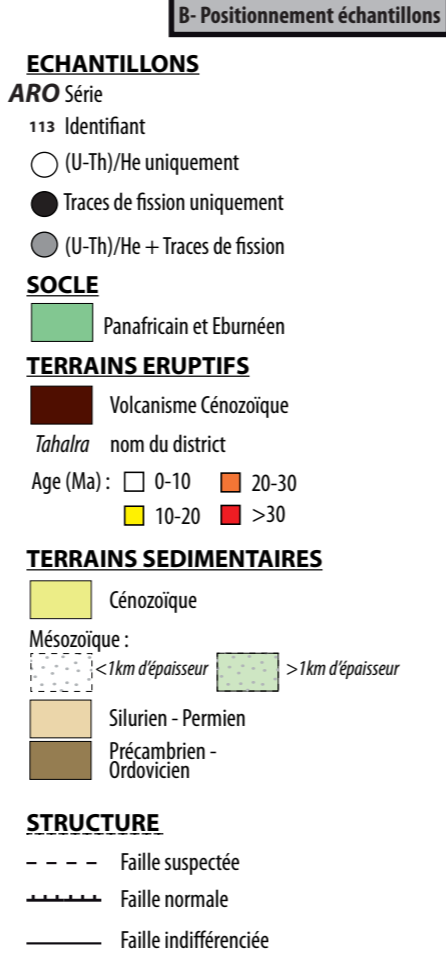 B- Positionnement échantillons
ECHANTILLONS
ARO Série
113 Identifiant
(U-Th)/He uniquement
Traces de fission uniquement
(U-Th)/He + Traces de fission
SOCLE
Panafricain et Eburnéen
TERRAINS ERUPTIFS
Volcanisme Cénozoïque
Tahalra nom du district
Age (Ma) : 0-10 20-30
10-20 >30
TERRAINS SEDIMENTAIRES
Cénozoïque
Mésozoïque :
<1km d'épaisseur >1km d'épaisseur
Silurien - Permien
Précambrien -
Ordovicien
STRUCTURE
Faille suspectée
Faille normale
Faille indifférenciée